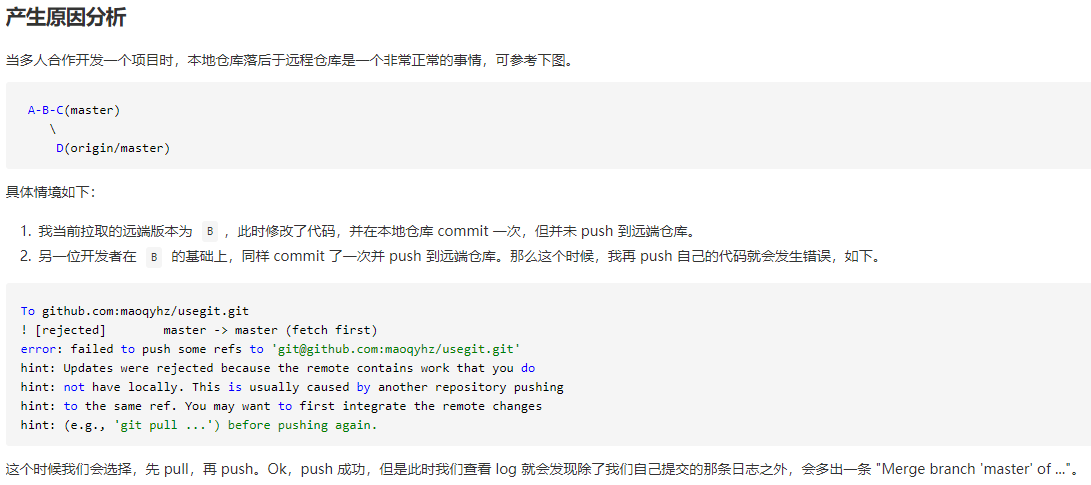 产生原因分析
当多人合作开发一个项目时，本地仓库落后于远程仓库是一个非常正常的事情，可参考下图。
A-B-C(master)
\
D(origin/master)
具体情境如下：
1. 我当前拉取的远端版本为 B ，此时修改了代码，并在本地仓库 commit 一次，但并未 push 到远端仓库。
2. 另一位开发者在 B 的基础上，同样 commit 了一次并 push 到远端仓库。那么这个时候，我再 push 自己的代码就会发生错误，如下。
To github.com:maoqyhz/usegit.git
! [rejected]        master -> master (fetch first)
error: failed to push some refs to 'git@github.com:maoqyhz/usegit.git'
hint: Updates were rejected because the remote contains work that you do
hint: not have locally. This is usually caused by another repository pushing
hint: to the same ref. You may want to first integrate the remote changes
hint: (e.g., 'git pull ...') before pushing again.
这个时候我们会选择，先 pull，再 push。Ok，push 成功，但是此时我们查看 log 就会发现除了我们自己提交的那条日志之外，会多出一条 "Merge branch 'master' of ..."。